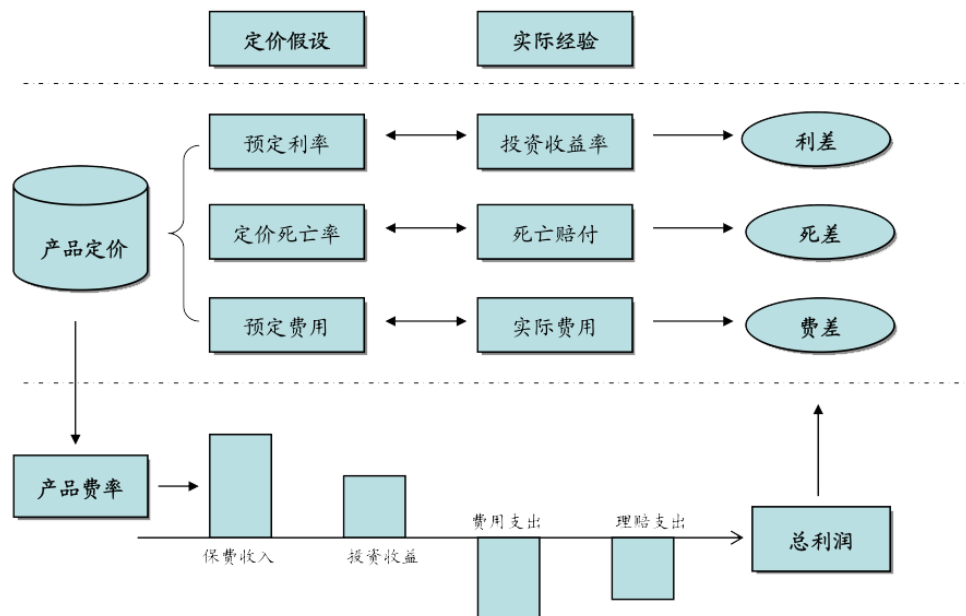 定价假设
实际经验
预定利率
投资收益率
利差
产品定价
定价死亡率
死亡赔付
死差
预定费用
实际费用
费差
产品费率
费用支出
理赔支出
总利润
保费收入
投资收益